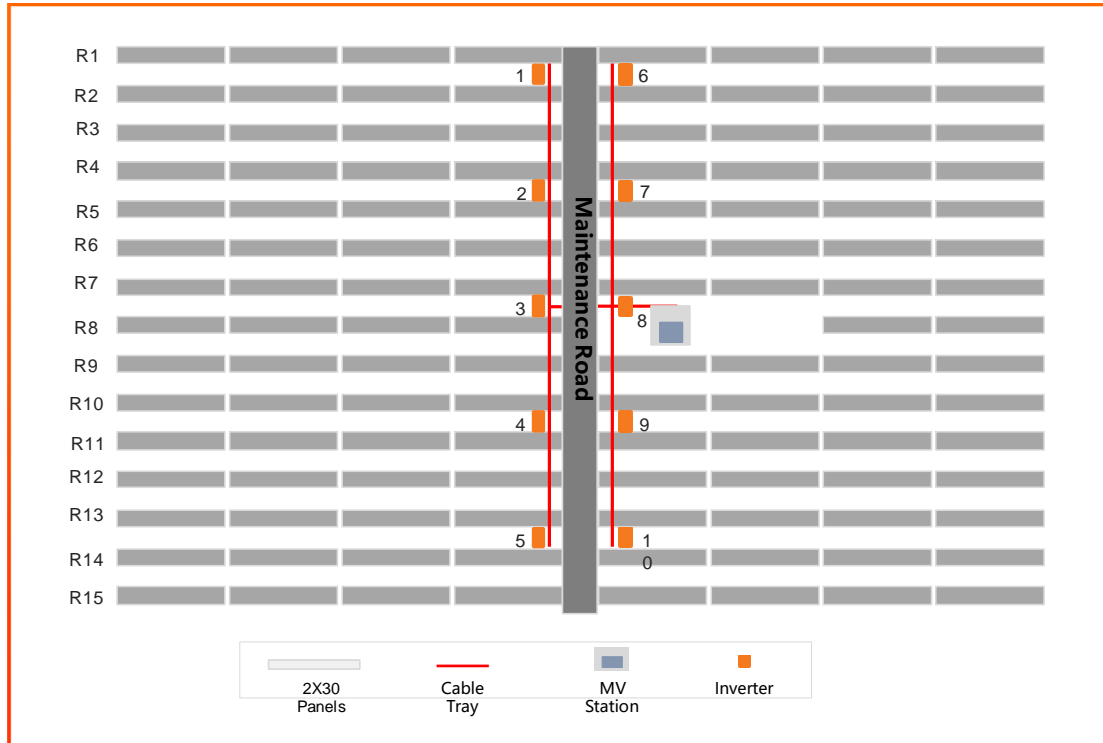 R1
1
6
R2
R3
R4
2
7
R5
R6
R7
3
8
R8
R9
R10
4
9
R11
R12
R13
5
1
0
R14
R15
Maintenance Road
2X30
Panels
Cable
Tray
MV
Station
Inverter